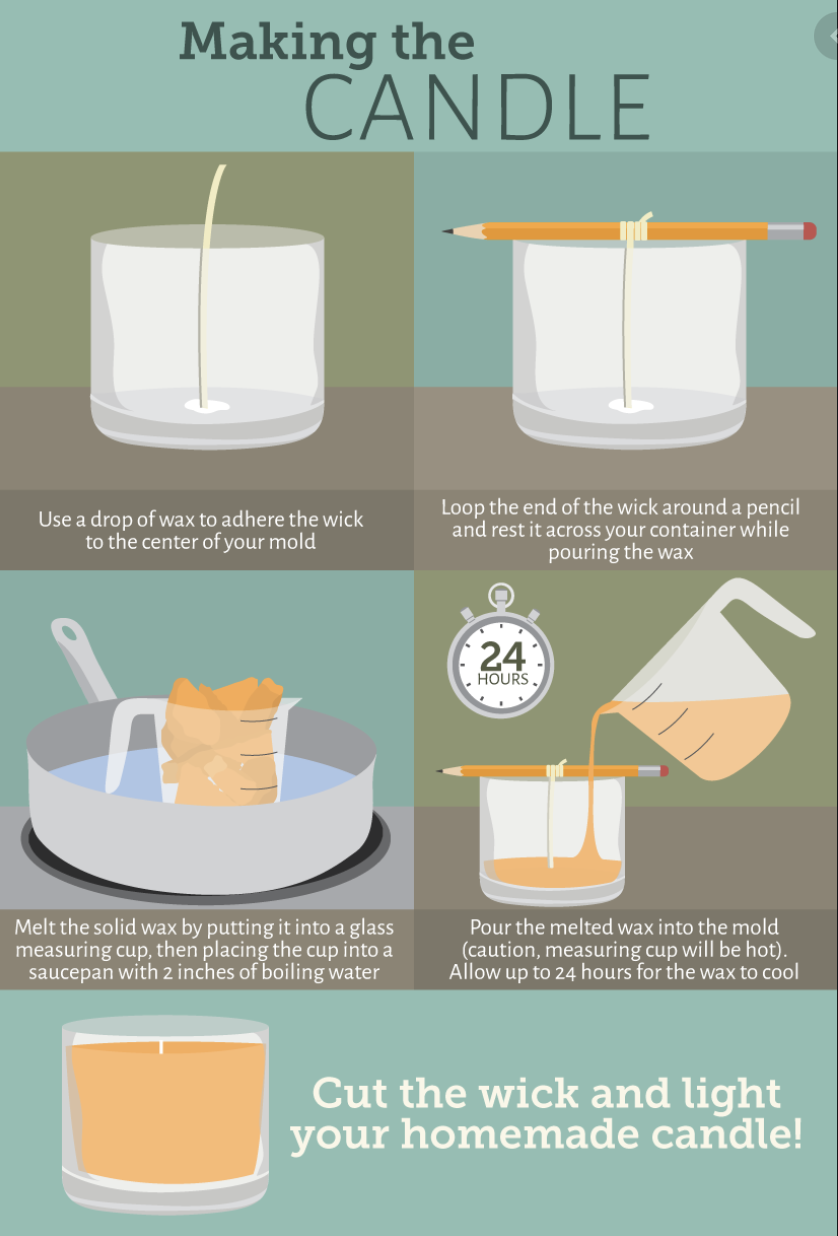 Making the
CANDLE
Use a drop of wax to adhere the wick
to the center of your mold
Loop the end of the wick around a pencil
and rest it across your container while
pouring the wax
Melt the solid wax by putting it into a glass
measuring cup, then placing the cup into a
saucepan with 2 inches of boiling water
24
HOURS
Pour the melted wax into the mold
(caution, measuring cup will be hot).
Allow up to 24 hours for the wax to cool
Cut the wick and light
your homemade candle!